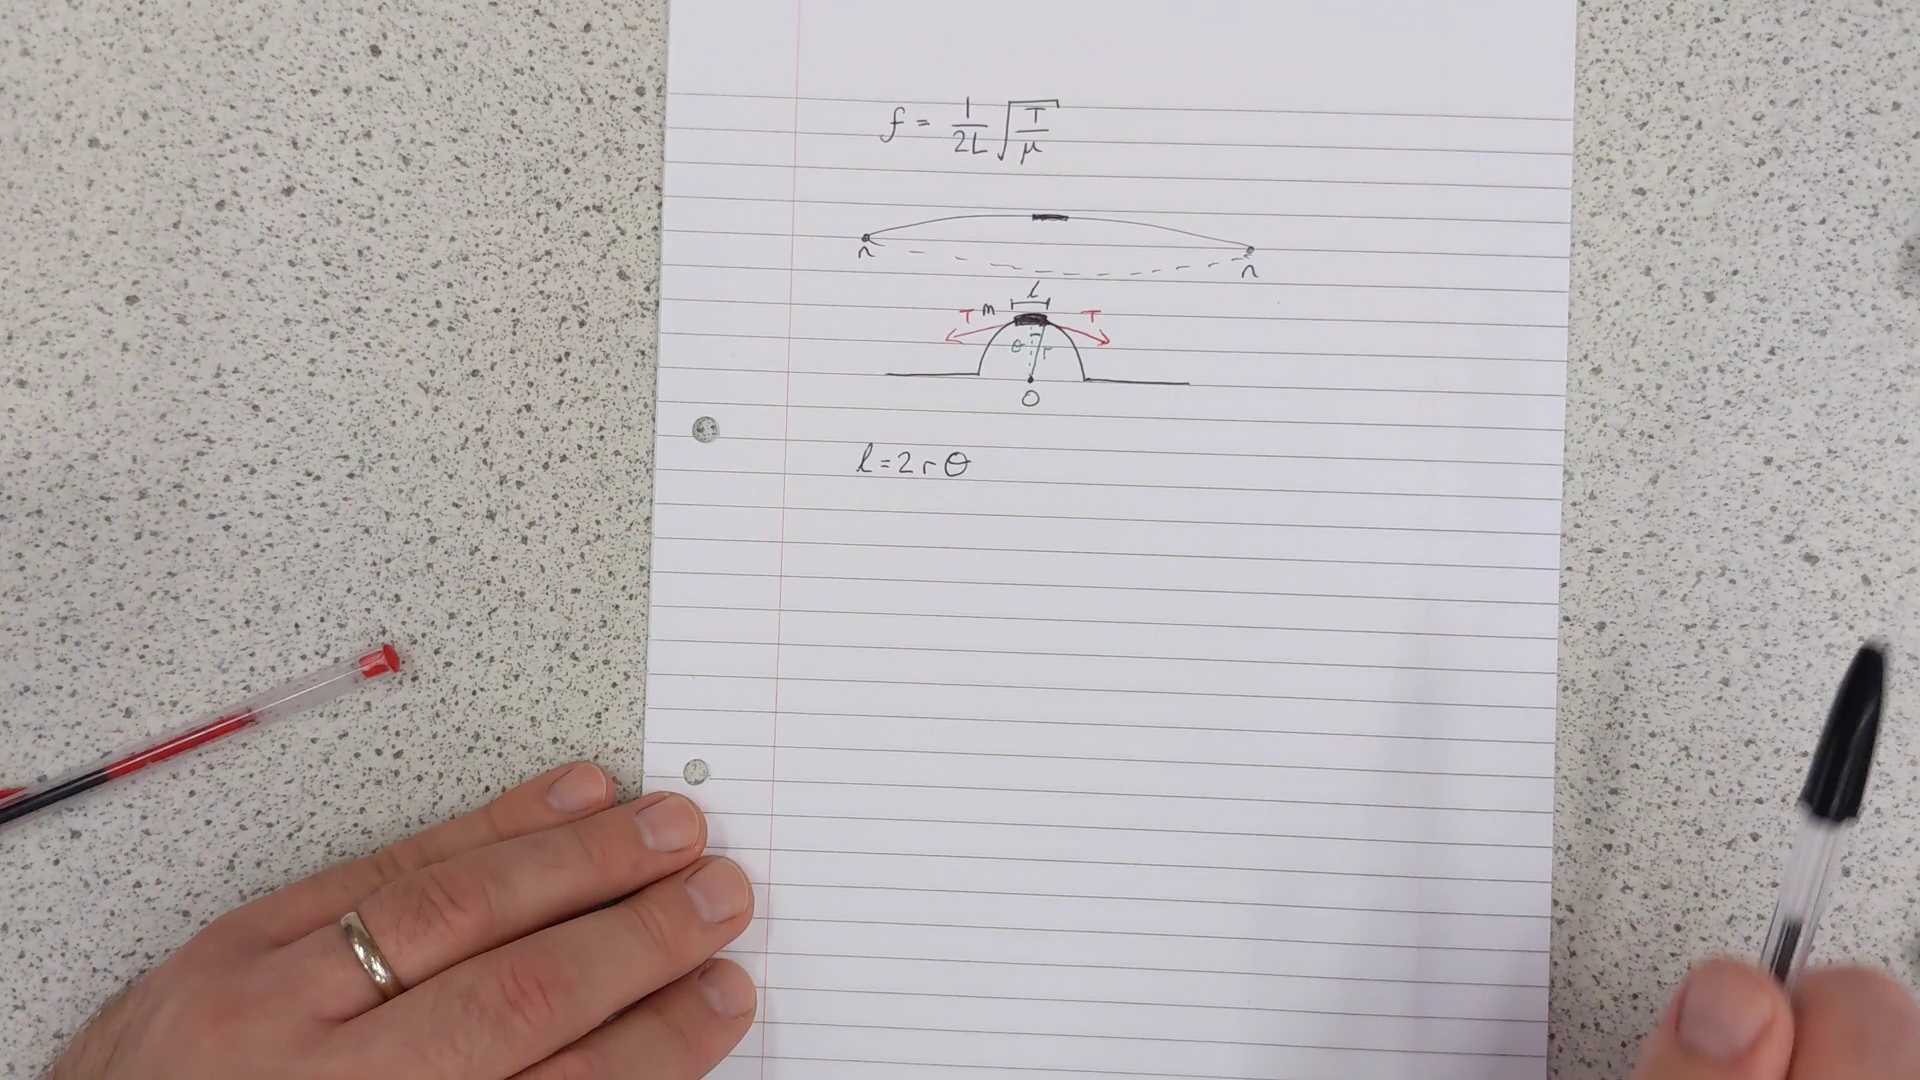 f = 1/2L √T/μ
n n
l
T m T
θ r
O
l = 2rθ